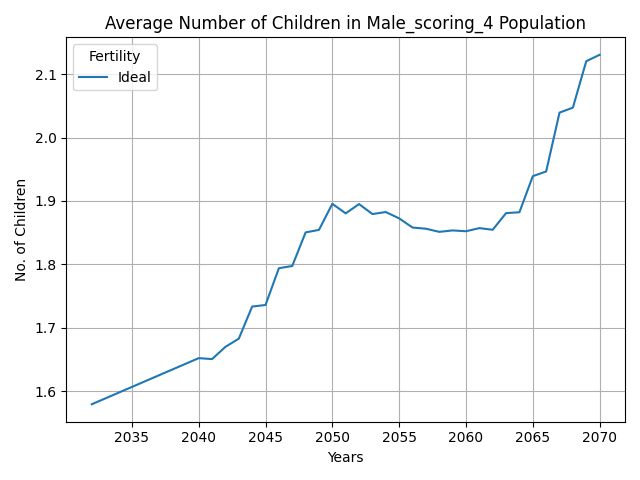 Average Number of Children in Male_scoring_4 Population
Fertility
Ideal
No. of Children
2.1
2.0
1.9
1.8
1.7
1.6
2035 2040 2045 2050 2055 2060 2065 2070
Years